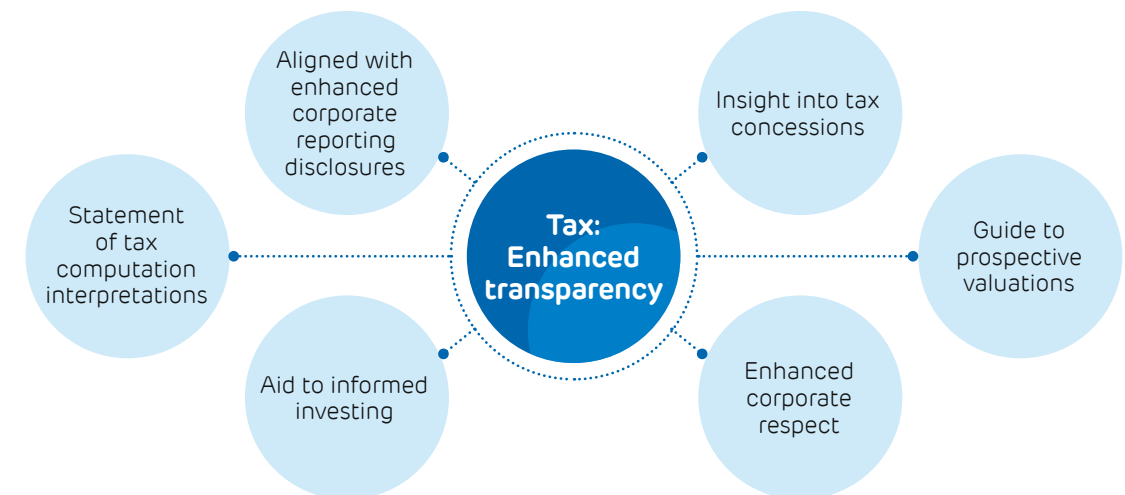 Aligned with
enhanced
corporate
reporting
disclosures
Insight into tax
concessions
Statement
of tax
computation
interpretations
Tax:
Enhanced
transparency
Guide to
prospective
valuations
Aid to informed
investing
Enhanced
corporate
respect